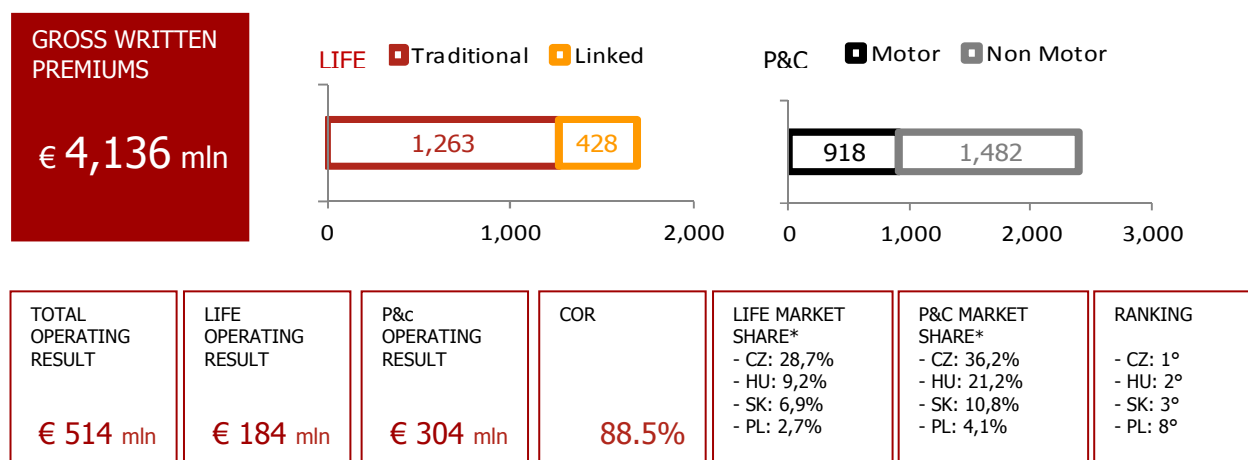 GROSS WRITTEN
PREMIUMS
€ 4,136 mln
LIFE Traditional Linked
1,263 428
0 1,000 2,000
P&C Motor Non Motor
918 1,482
0 1,000 2,000 3,000
TOTAL
OPERATING
RESULT
€ 514 mln
LIFE
OPERATING
RESULT
€ 184 mln
P&c
OPERATING
RESULT
€ 304 mln
COR
88.5%
LIFE MARKET
SHARE*
- CZ: 28,7%
- HU: 9,2%
- SK: 6,9%
- PL: 2,7%
P&C MARKET
SHARE*
- CZ: 36,2%
- HU: 21,2%
- SK: 10,8%
- PL: 4,1%
RANKING
- CZ: 1°
- HU: 2°
- SK: 3°
- PL: 8°